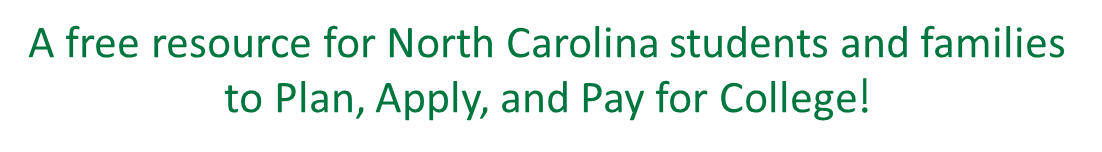 A free resource for North Carolina students and families
to Plan, Apply, and Pay for College!